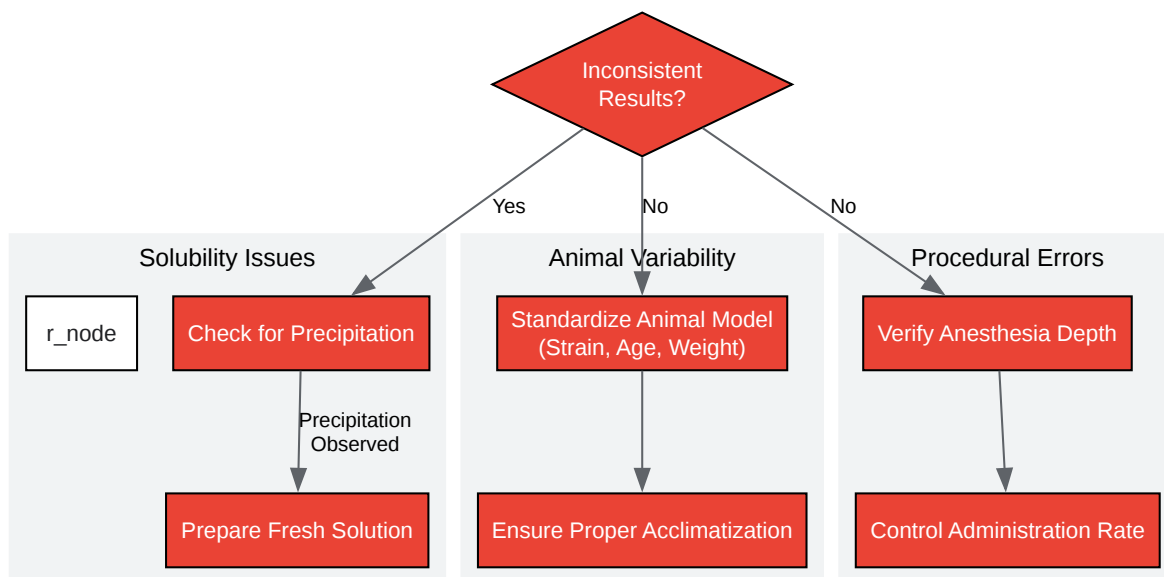 Inconsistent
Results?
Yes
No
No
Solubility Issues
Animal Variability
Procedural Errors
r_node
Check for Precipitation
Standardize Animal Model
(Strain, Age, Weight)
Verify Anesthesia Depth
Precipitation
Observed
Prepare Fresh Solution
Ensure Proper Acclimatization
Control Administration Rate